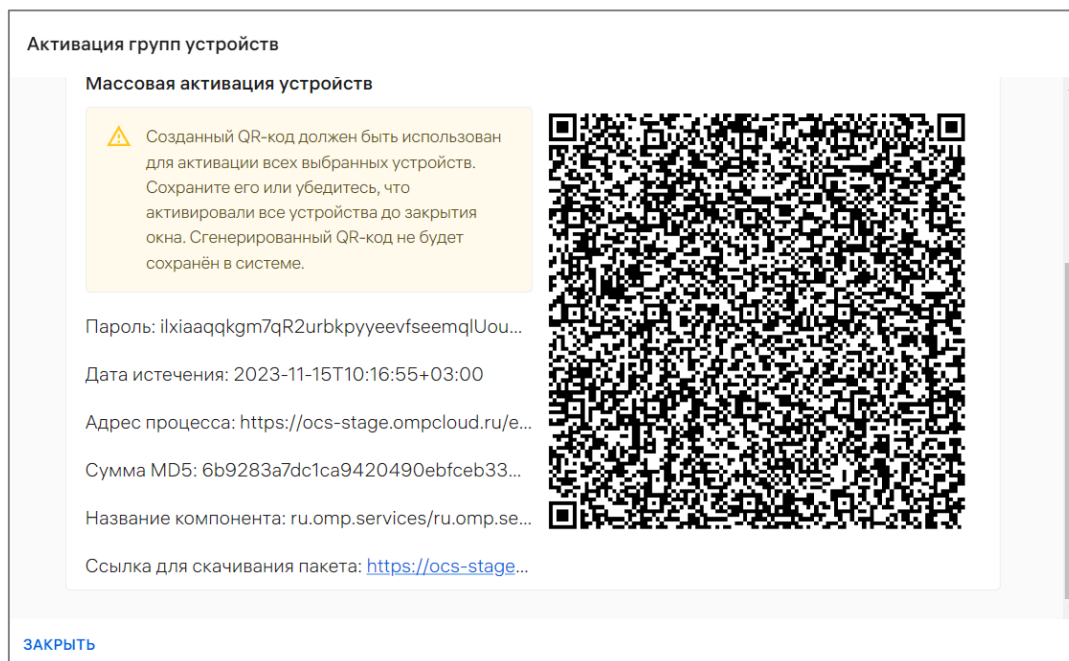 Активация групп устройств
Массовая активация устройств
Созданный QR-код должен быть использован
для активации всех выбранных устройств.
Сохраните его или убедитесь, что
активировали все устройства до закрытия
окна. Сгенерированный QR-код не будет
сохранён в системе.
Пароль: ilxiaaqqkgm7qR2urbkpyyeevfseemqlUou...
Дата истечения: 2023-11-15T10:16:55+03:00
Адрес процесса: https://ocs-stage.ompcloud.ru/e...
Сумма MD5: 6b9283a7dc1ca9420490ebfceb33...
Название компонента: ru.omp.services/ru.omp.se...
Ссылка для скачивания пакета: https://ocs-stage...
ЗАКРЫТЬ